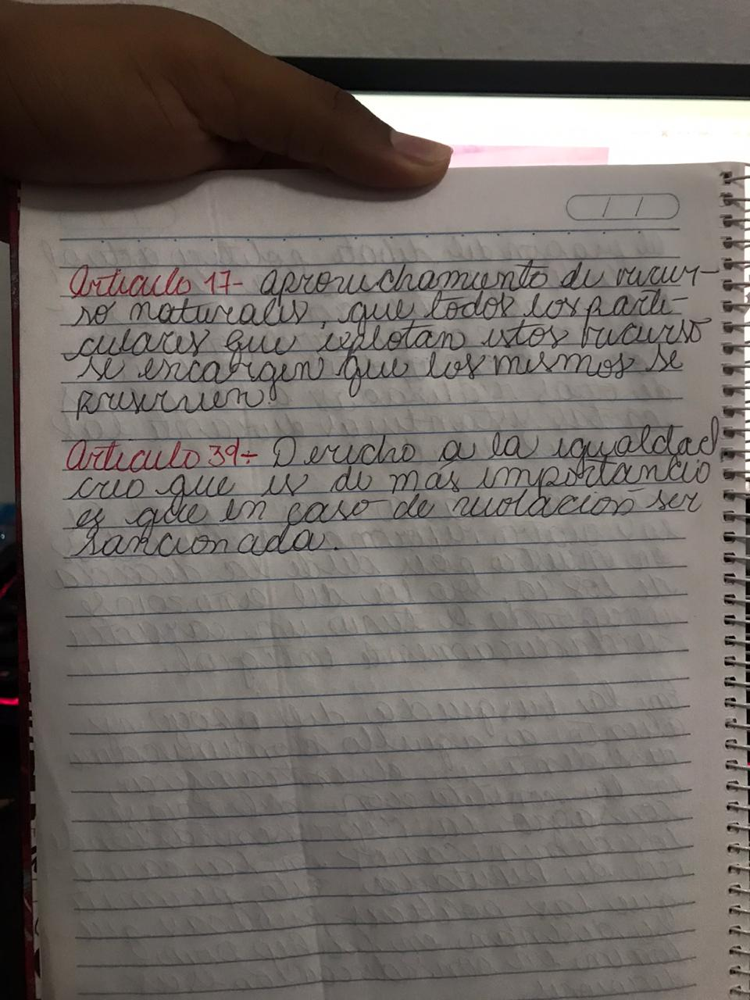 Articulo 17- aprovechamiento de recur-
so naturales, que todos los parti-
culares que explotan estos recurso
se encargen que los mismos se
preserven.
Articulo 39:- Derecho a la igualdad
creo que es de más importancia
es que en caso de violación ser
sancionada.